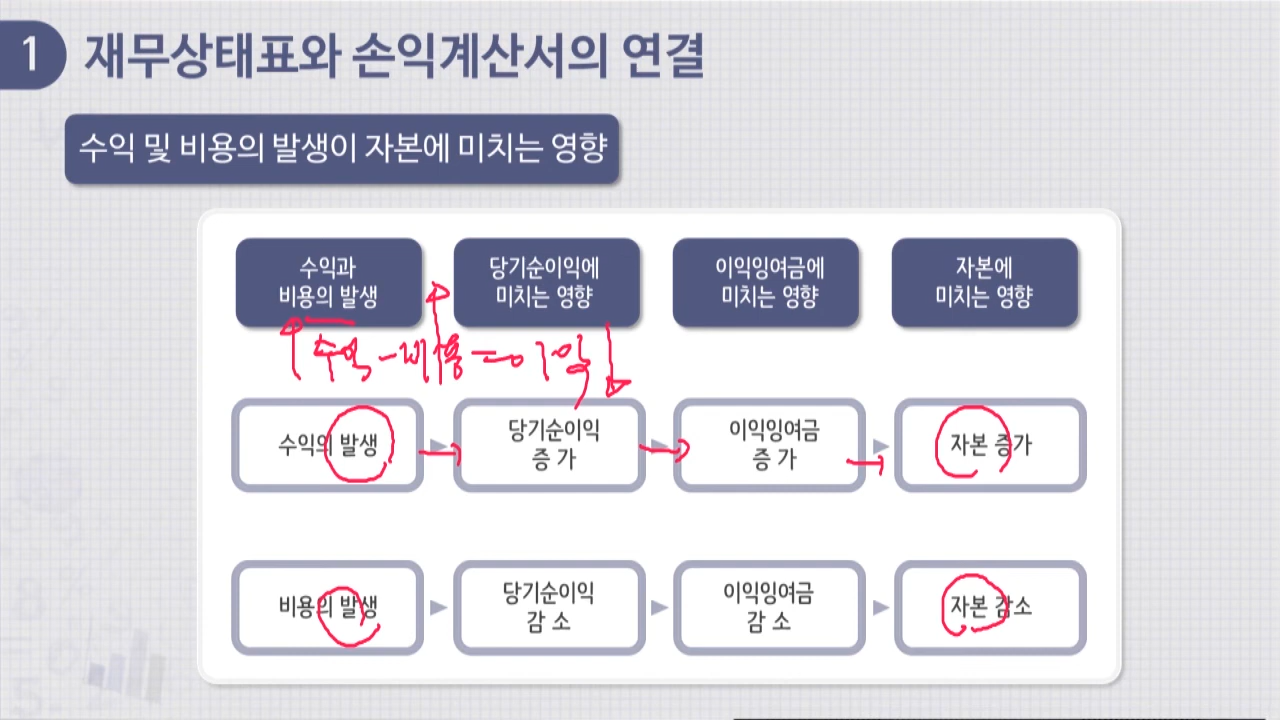 1 재무상태표와 손익계산서의 연결
수익 및 비용의 발생이 자본에 미치는 영향
수익과
비용의 발생
당기순이익에
미치는 영향
이익잉여금에
미치는 영향
자본에
미치는 영향
수익 - 비용 = 이익
수익의 발생
당기순이익
증 가
이익잉여금
증 가
자본 증가
비용의 발생
당기순이익
감 소
이익잉여금
감 소
자본 감소